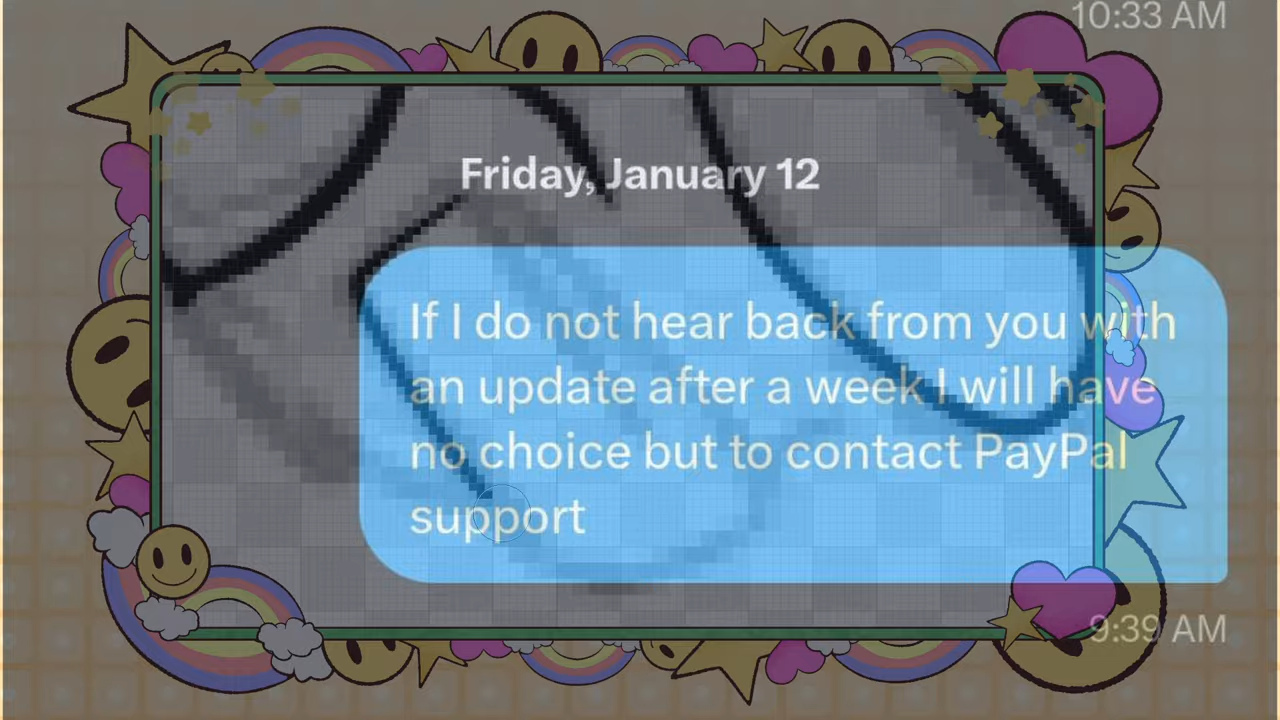 10:33 AM
Friday, January 12
If I do not hear back from you with
an update after a week I will have
no choice but to contact PayPal
support
9:39 AM